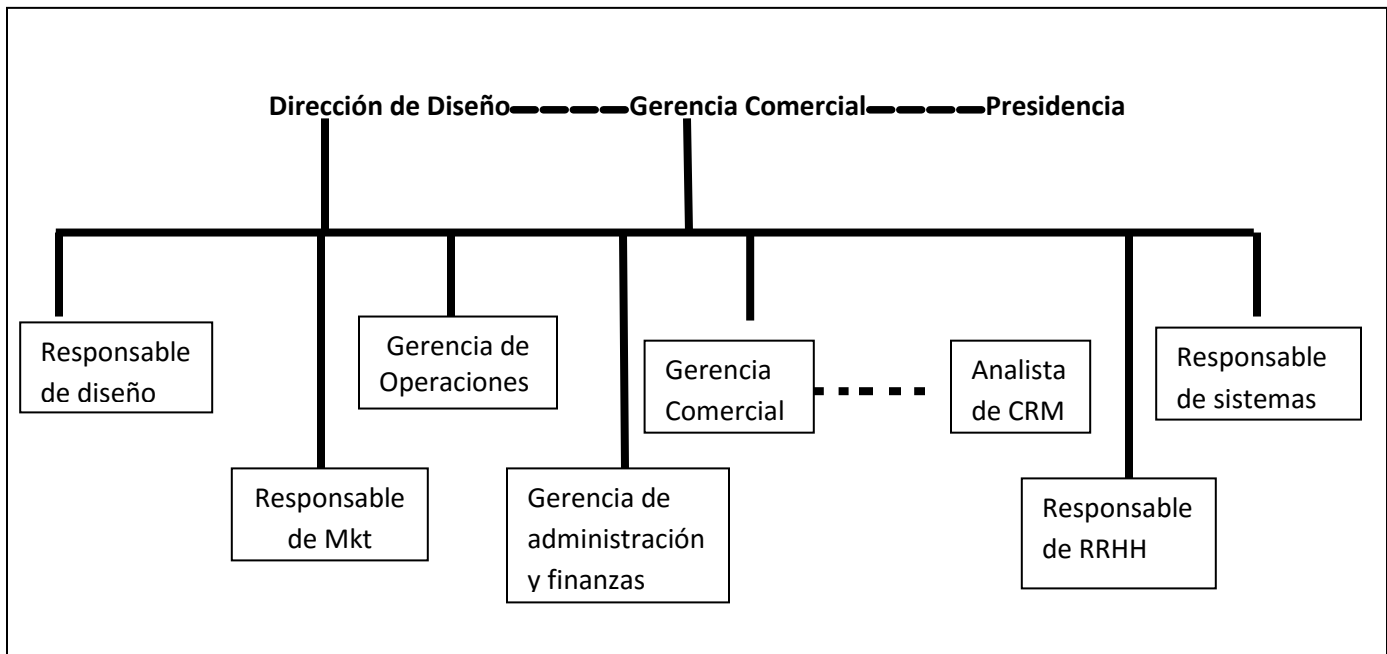 Dirección de Diseño Gerencia Comercial Presidencia
Responsable
de diseño
Gerencia de
Operaciones
Gerencia
Comercial
Analista
de CRM
Responsable
de sistemas
Responsable
de Mkt
Gerencia de
administración
y finanzas
Responsable
de RRHH